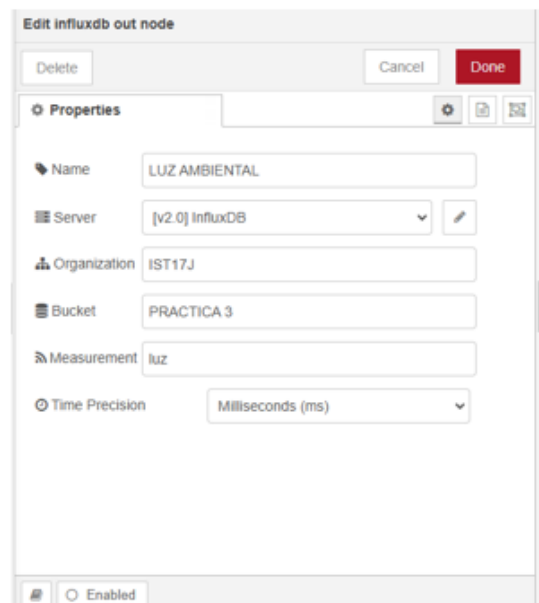 Edit influxdb out node
Delete Cancel Done
Properties
Name LUZ AMBIENTAL
Server [v2.0] InfluxDB
Organization IST17J
Bucket PRACTICA 3
Measurement luz
Time Precision Milliseconds (ms)
Enabled